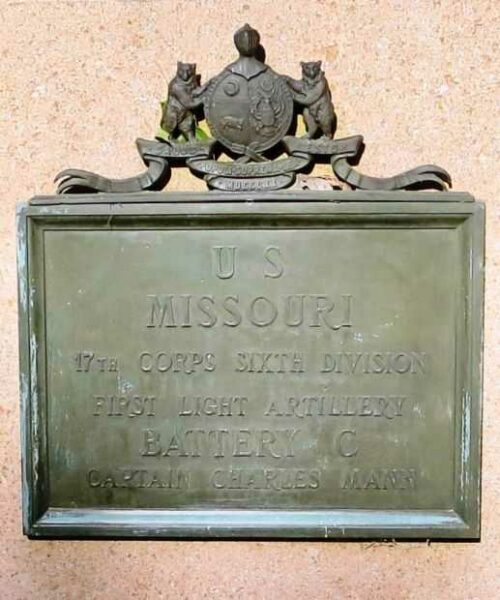 U S
MISSOURI
17TH CORPS SIXTH DIVISION
FIRST LIGHT ARTILLERY
BATTERY C
CAPTAIN CHARLES MANN